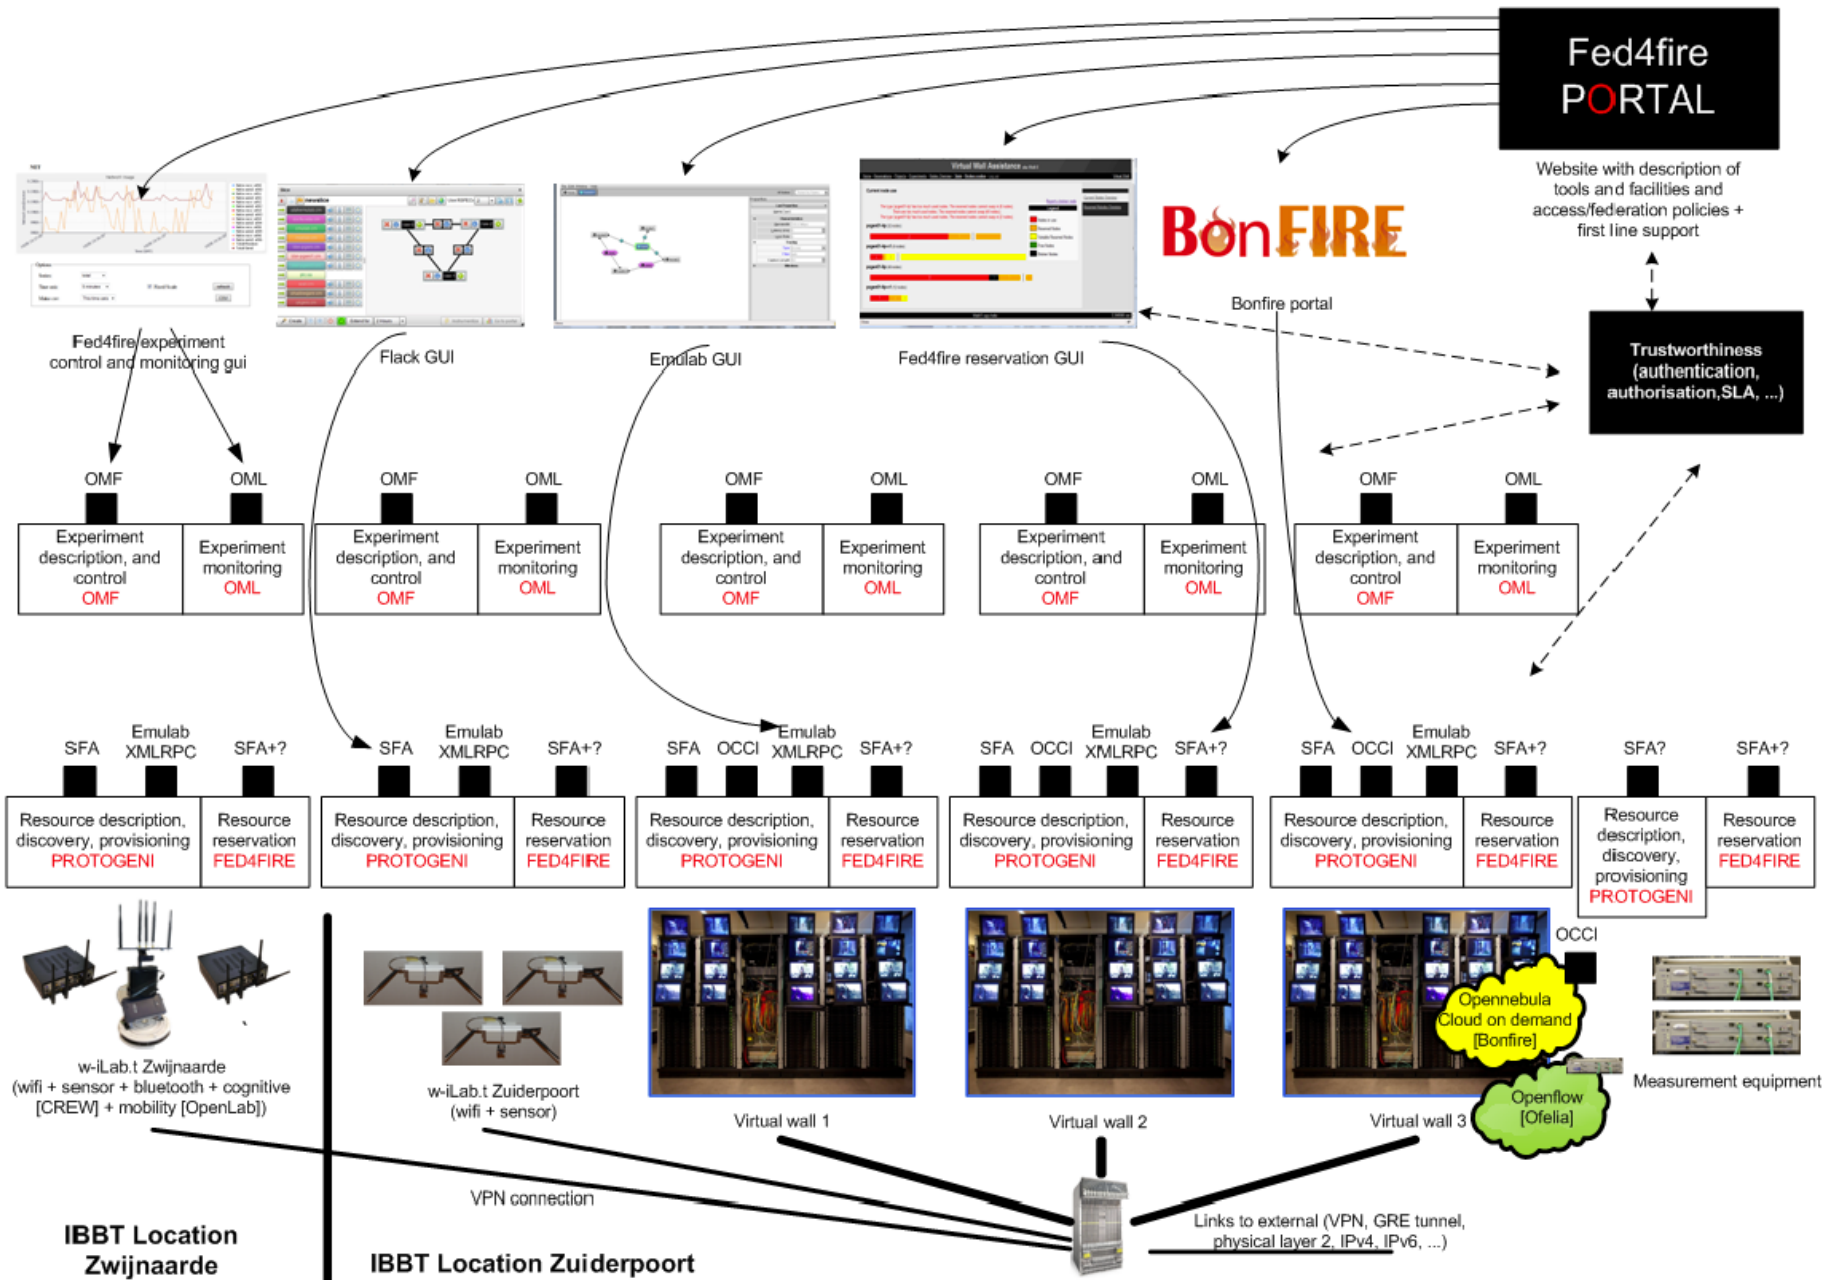 Fed4fire
PORTAL
Website with description of
tools and facilities and
access/federation policies +
first line support
Trustworthiness
(authentication,
authorisation,SLA, ...)
newslice
Virtual Wall Assistance
BonFIRE
Bonfire portal
Fed4fire experiment
control and monitoring gui
Flack GUI
Emulab GUI
Fed4fire reservation GUI
OMF
OML
OMF
OML
OMF
OML
OMF
OML
OMF
OML
Experiment
description, and
control
OMF
Experiment
monitoring
OML
Experiment
description, and
control
OMF
Experiment
monitoring
OML
Experiment
description, and
control
OMF
Experiment
monitoring
OML
Experiment
description, and
control
OMF
Experiment
monitoring
OML
Experiment
description, and
control
OMF
Experiment
monitoring
OML
SFA
Emulab
XMLRPC
SFA+?
SFA
Emulab
XMLRPC
SFA+?
SFA
OCCI
Emulab
XMLRPC
SFA+?
SFA
OCCI
Emulab
XMLRPC
SFA+?
SFA
OCCI
Emulab
XMLRPC
SFA+?
SFA?
SFA+?
Resource description,
discovery, provisioning
PROTOGENI
Resource
reservation
FED4FIRE
Resource description,
discovery, provisioning
PROTOGENI
Resource
reservation
FED4FIRE
Resource description,
discovery, provisioning
PROTOGENI
Resource
reservation
FED4FIRE
Resource description,
discovery, provisioning
PROTOGENI
Resource
reservation
FED4FIRE
Resource description,
discovery, provisioning
PROTOGENI
Resource
reservation
FED4FIRE
Resource
description,
discovery,
provisioning
PROTOGENI
Resource
reservation
FED4FIRE
w-iLab.t Zwijnaarde
(wifi + sensor + bluetooth + cognitive
[CREW] + mobility [OpenLab])
w-iLab.t Zuiderpoort
(wifi + sensor)
Virtual wall 1
Virtual wall 2
Virtual wall 3
OCCI
Opennebula
Cloud on demand
[Bonfire]
Openflow
[Ofelia]
Measurement equipment
VPN connection
Links to external (VPN, GRE tunnel,
physical layer 2, IPv4, IPv6, ...)
IBBT Location
Zwijnaarde
IBBT Location Zuiderpoort